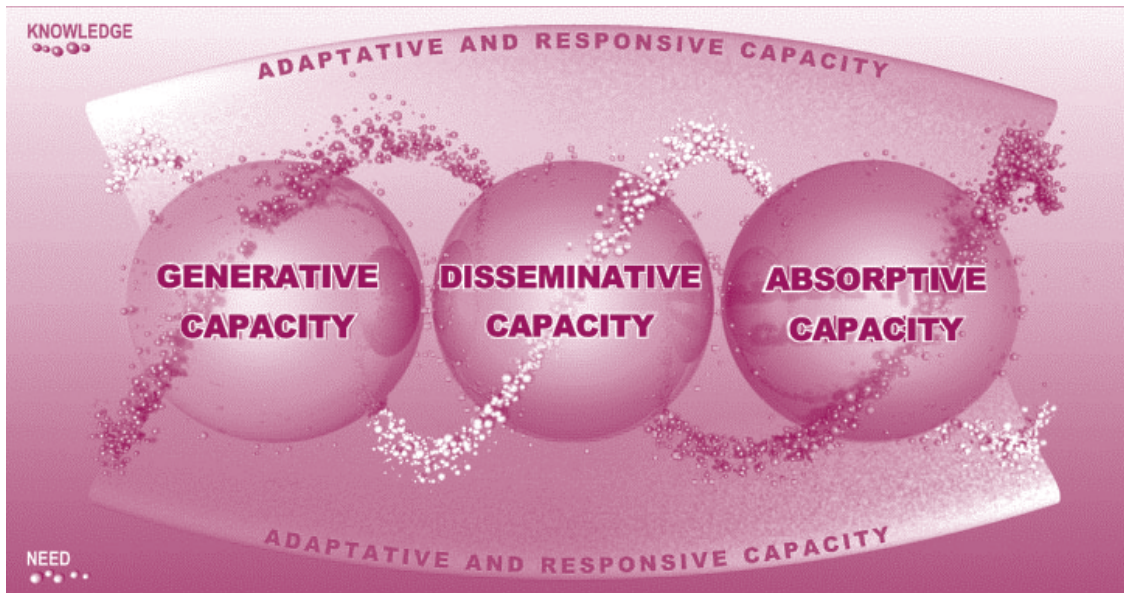 KNOWLEDGE
ADAPTATIVE AND RESPONSIVE CAPACITY
GENERATIVE
CAPACITY
DISSEMINATIVE
CAPACITY
ABSORPTIVE
CAPACITY
ADAPTATIVE AND RESPONSIVE CAPACITY
NEED